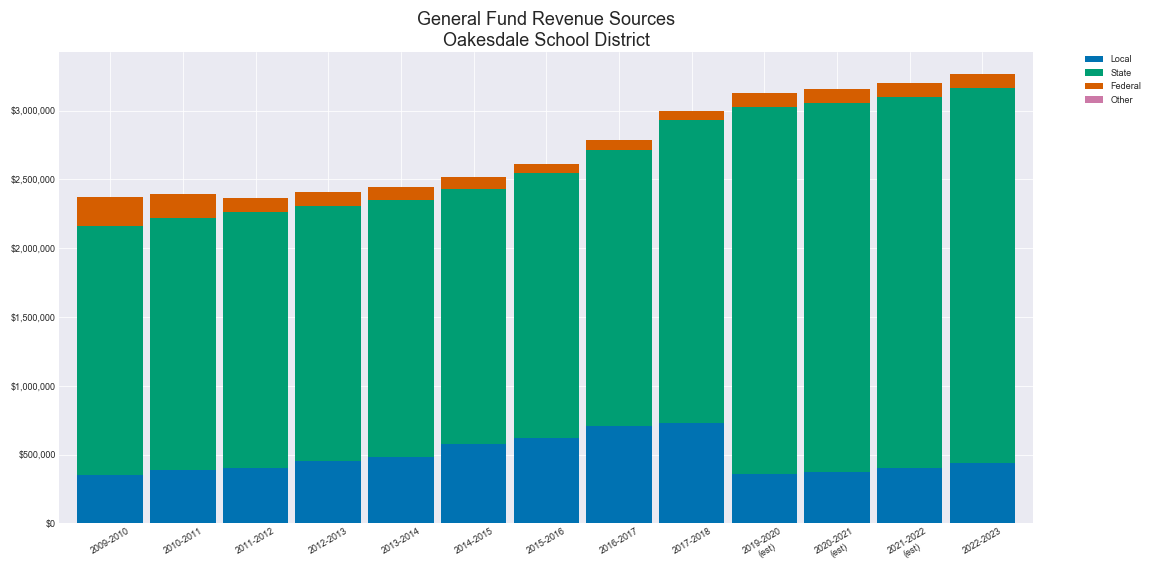 General Fund Revenue Sources
Oakesdale School District
Local
State
Federal
Other
$3,000,000
$2,500,000
$2,000,000
$1,500,000
$1,000,000
$500,000
$0
2009-2010
2010-2011
2011-2012
2012-2013
2013-2014
2014-2015
2015-2016
2016-2017
2017-2018
2019-2020
(est)
2020-2021
(est)
2021-2022
(est)
2022-2023